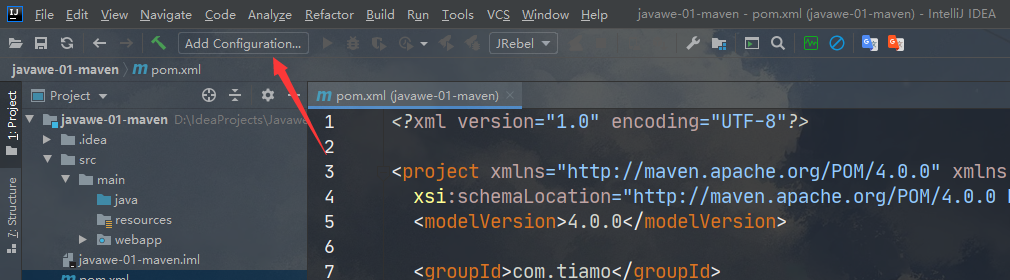 File Edit View Navigate Code Analyze Refactor Build Run Tools VCS Window Help javawe-01-maven - pom.xml (javawe-01-maven) - IntelliJ IDEA
Add Configuration... JRebel
javawe-01-maven pom.xml
1: Project
Project
pom.xml (javawe-01-maven)
javawe-01-maven D:\IdeaProjects\Javawe
.idea
src
main
java
resources
webapp
javawe-01-maven.iml
pom.xml
7: Structure
1 <?xml version="1.0" encoding="UTF-8"?>
2
3 <project xmlns="http://maven.apache.org/POM/4.0.0" xmlns
4 xsi:schemaLocation="http://maven.apache.org/POM/4.0.0
5 <modelVersion>4.0.0</modelVersion>
6
7 <groupId>com.tiamo</groupId>